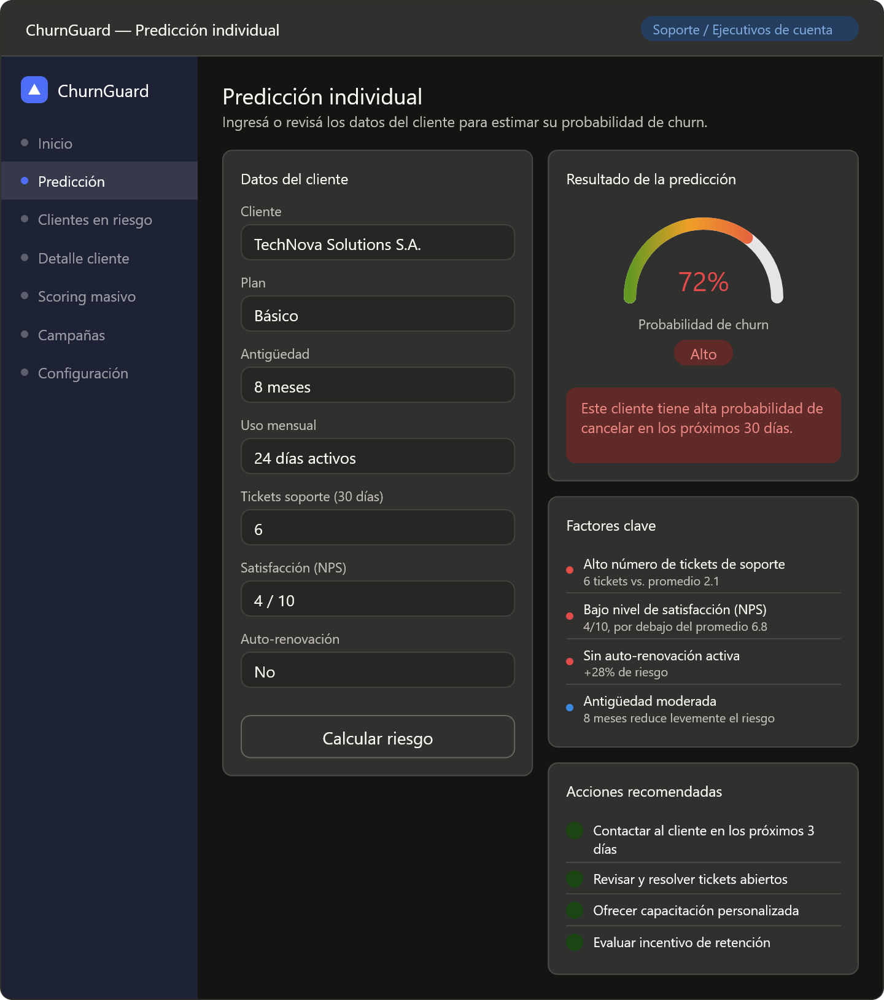 ChurnGuard — Predicción individual
Soporte / Ejecutivos de cuenta
ChurnGuard
Inicio
Predicción
Clientes en riesgo
Detalle cliente
Scoring masivo
Campañas
Configuración
Predicción individual
Ingresá o revisá los datos del cliente para estimar su probabilidad de churn.
Datos del cliente
Cliente
TechNova Solutions S.A.
Plan
Básico
Antigüedad
8 meses
Uso mensual
24 días activos
Tickets soporte (30 días)
6
Satisfacción (NPS)
4 / 10
Auto-renovación
No
Calcular riesgo
Resultado de la predicción
72%
Probabilidad de churn
Alto
Este cliente tiene alta probabilidad de
cancelar en los próximos 30 días.
Factores clave
Alto número de tickets de soporte
6 tickets vs. promedio 2.1
Bajo nivel de satisfacción (NPS)
4/10, por debajo del promedio 6.8
Sin auto-renovación activa
+28% de riesgo
Antigüedad moderada
8 meses reduce levemente el riesgo
Acciones recomendadas
Contactar al cliente en los próximos 3
días
Revisar y resolver tickets abiertos
Ofrecer capacitación personalizada
Evaluar incentivo de retención